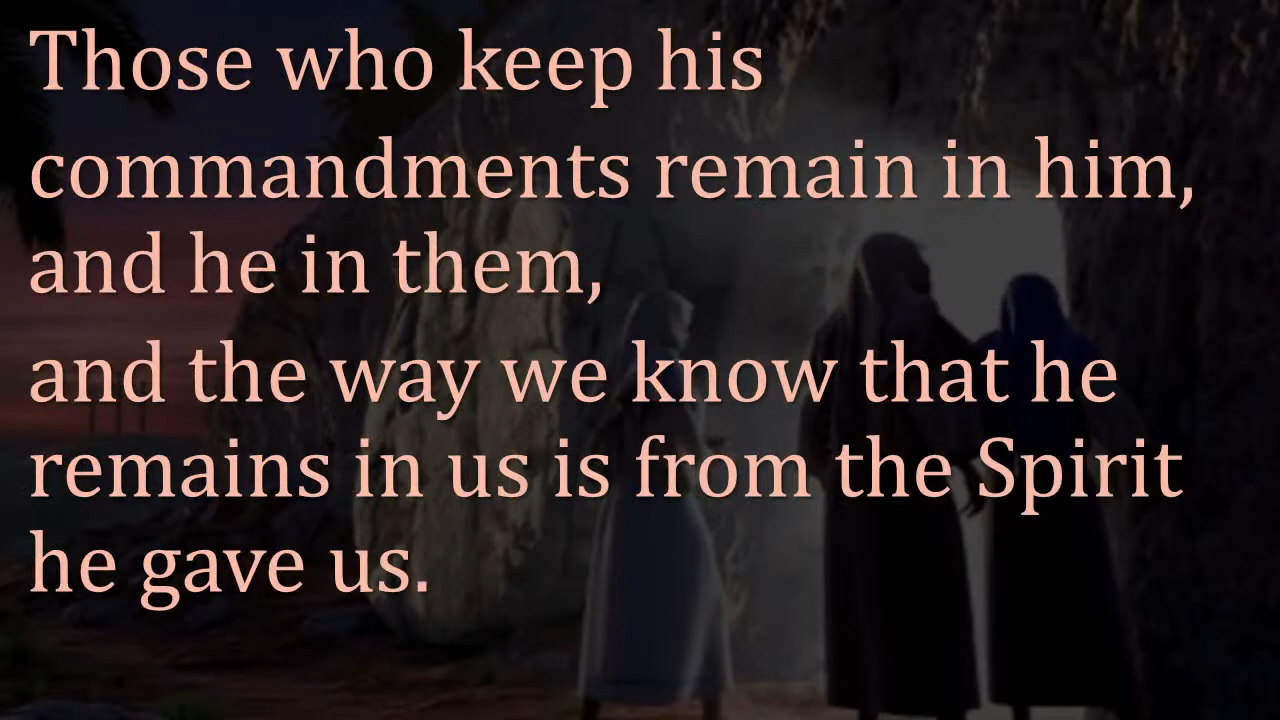 Those who keep his
commandments remain in him,
and he in them,
and the way we know that he
remains in us is from the Spirit
he gave us.